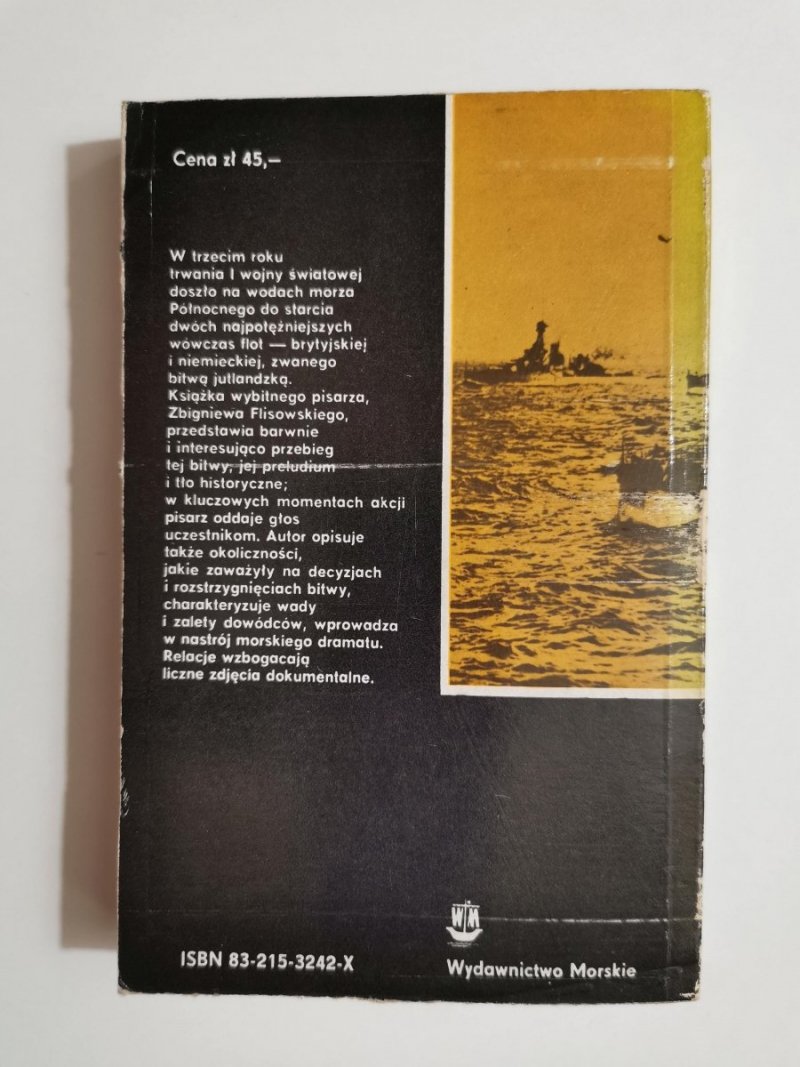 Cena zł 45,—
W trzecim roku
trwania I wojny światowej
doszło na wodach morza
Północnego do starcia
dwóch najpotężniejszych
wówczas flot — brytyjskiej
i niemieckiej, zwanego
bitwą jutlandzką.
Książka wybitnego pisarza,
Zbigniewa Flisowskiego,
przedstawia barwnie
i interesująco przebieg
tej bitwy, jej preludium
i tło historyczne;
w kluczowych momentach akcji
pisarz oddaje głos
uczestnikom. Autor opisuje
także okoliczności,
jakie zaważyły na decyzjach
i rozstrzygnięciach bitwy,
charakteryzuje wady
i zalety dowódców, wprowadza
w nastrój morskiego dramatu.
Relacje wzbogacają
liczne zdjęcia dokumentalne.
WM
ISBN 83-215-3242-X
Wydawnictwo Morskie